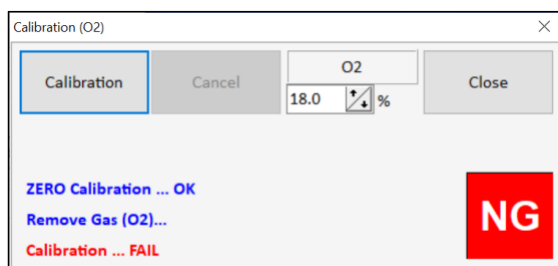 Calibration (O2)
Calibration
Cancel
O2
18.0 %
Close
ZERO Calibration ... OK
Remove Gas (O2)...
Calibration ... FAIL
NG